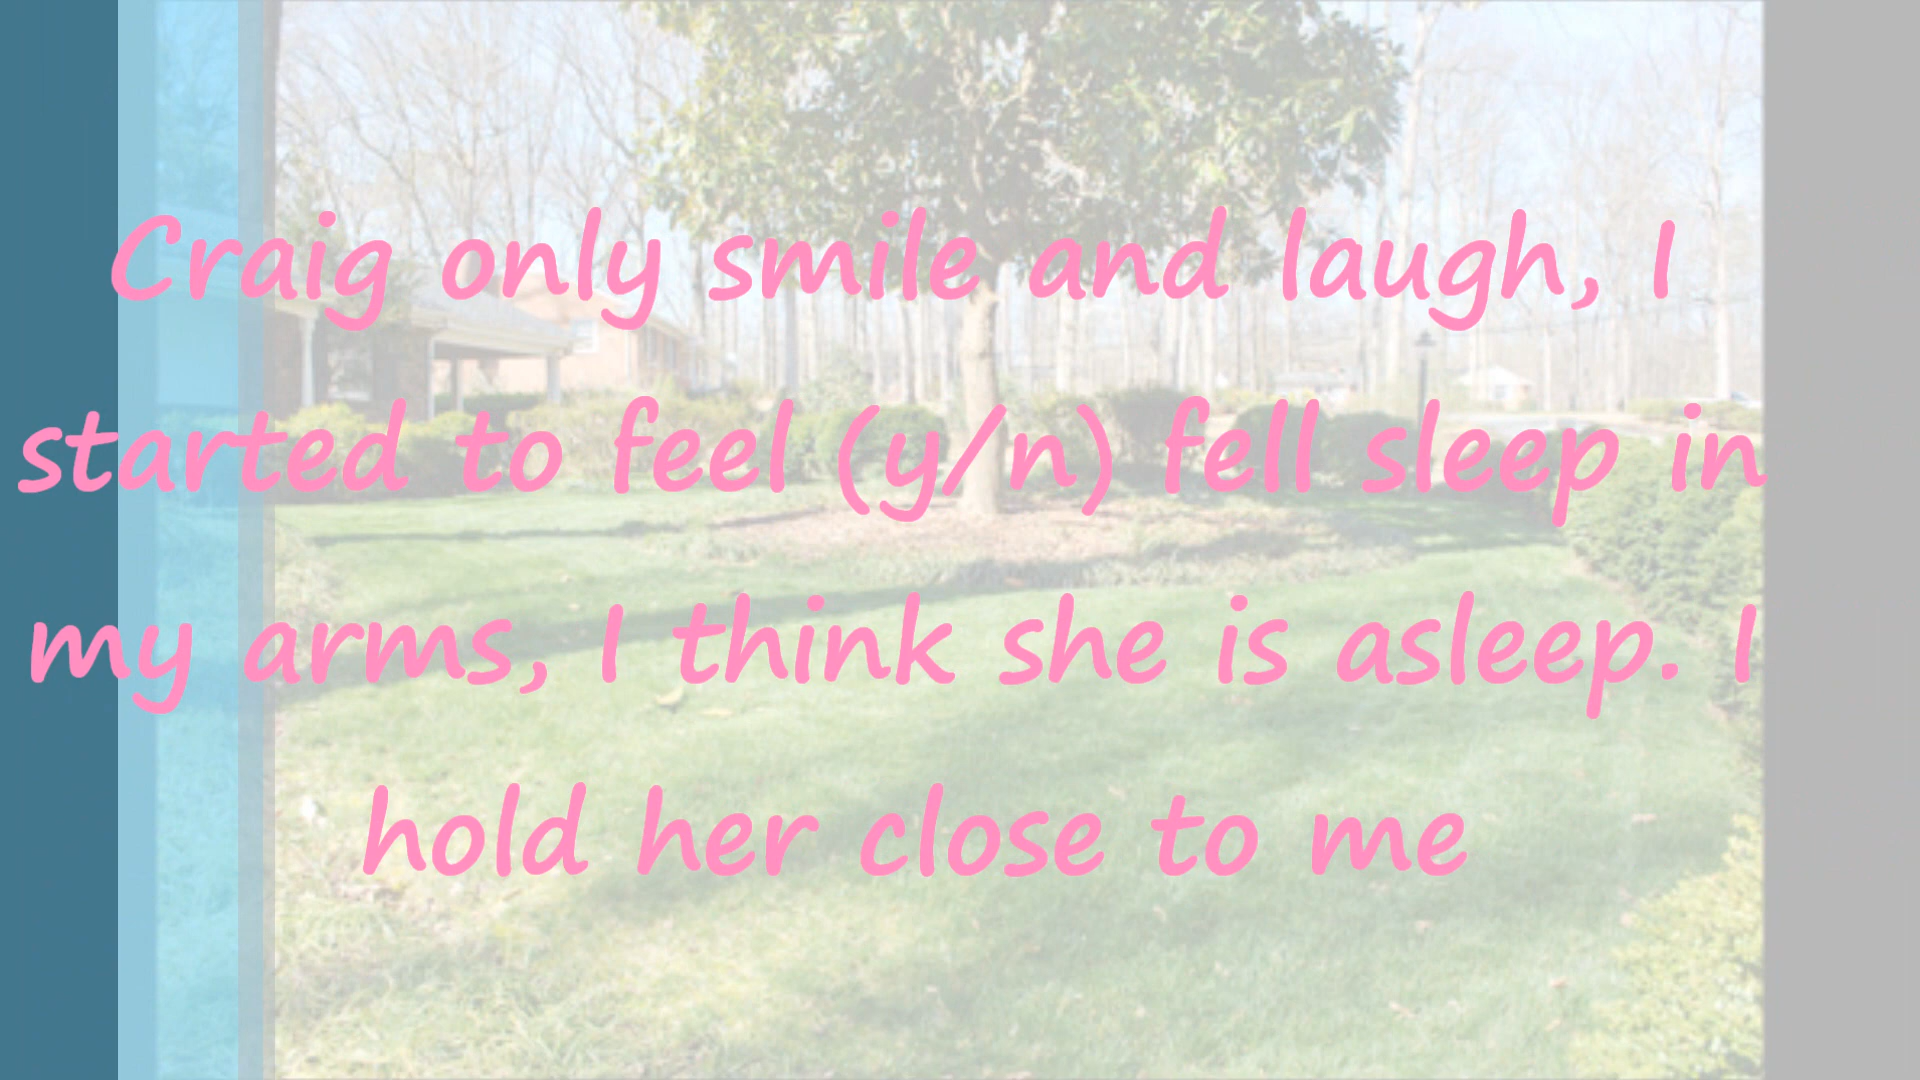 Craig only smile and laugh, I
started to feel (y/n) fell sleep in
my arms, I think she is asleep. I
hold her close to me